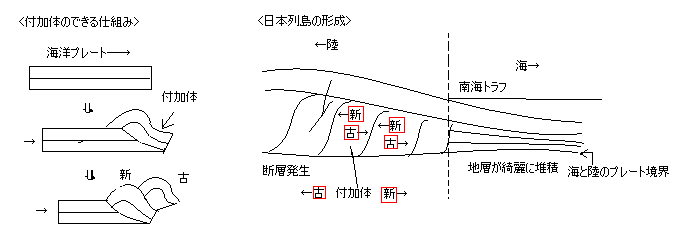 <付加体のできる仕組み>
海洋プレート→
付加体
→
新
古
→
<日本列島の形成>
←陸
海→
南海トラフ
←新
古→
←新
古→
断層発生
地層が綺麗に堆積
海と陸のプレート境界
←古 付加体 新→